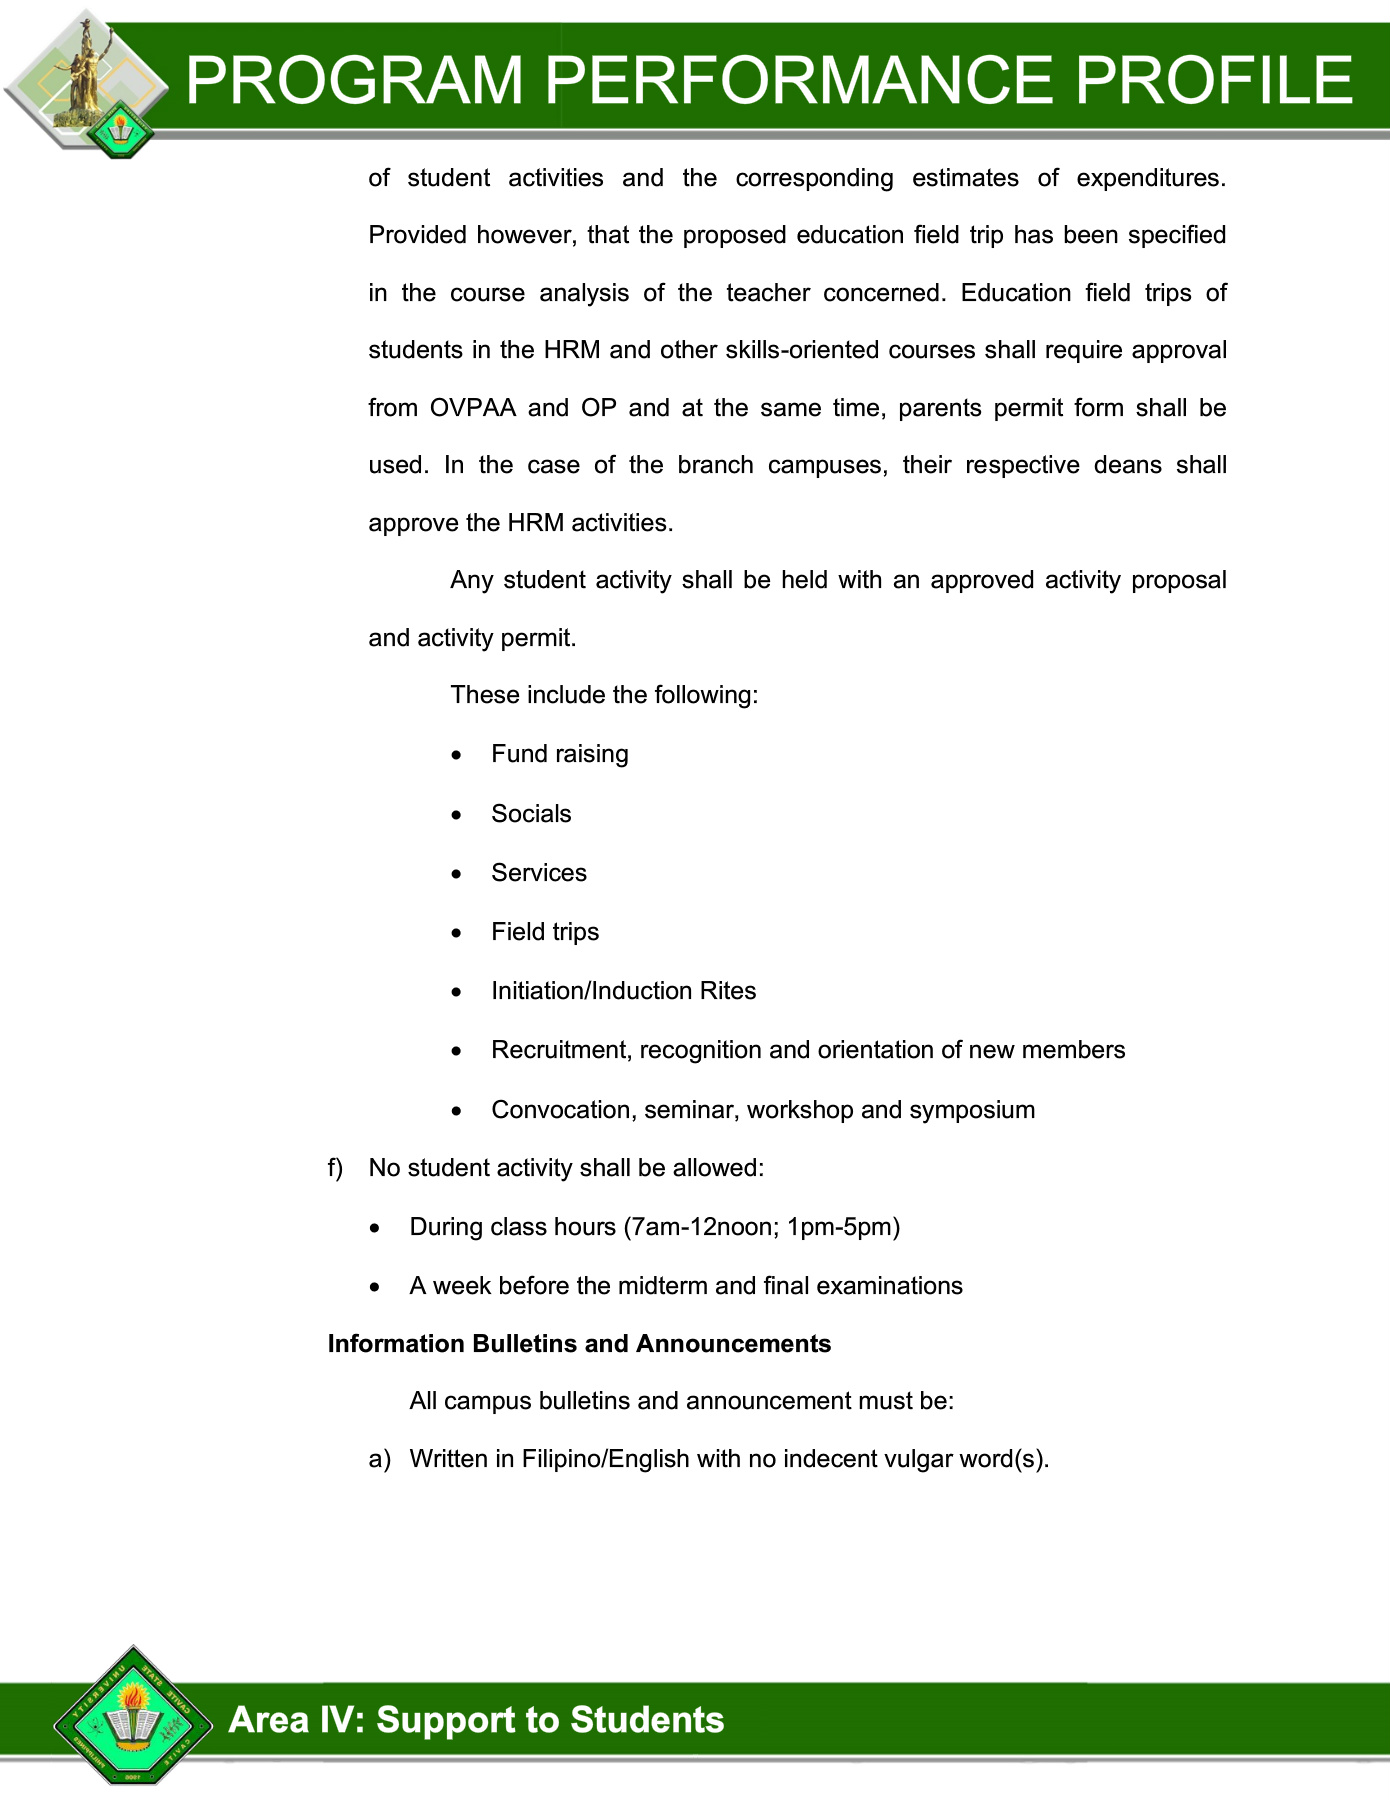 PROGRAM PERFORMANCE PROFILE
of student activities and the corresponding estimates of expenditures.
Provided however, that the proposed education field trip has been specified
in the course analysis of the teacher concerned. Education field trips of
students in the HRM and other skills-oriented courses shall require approval
from OVPAA and OP and at the same time, parents permit form shall be
used. In the case of the branch campuses, their respective deans shall
approve the HRM activities.
Any student activity shall be held with an approved activity proposal
and activity permit.
These include the following:
• Fund raising
• Socials
• Services
• Field trips
• Initiation/Induction Rites
• Recruitment, recognition and orientation of new members
• Convocation, seminar, workshop and symposium
f) No student activity shall be allowed:
• During class hours (7am-12noon; 1pm-5pm)
• A week before the midterm and final examinations
Information Bulletins and Announcements
All campus bulletins and announcement must be:
a) Written in Filipino/English with no indecent vulgar word(s).
CAVITE STATE UNIVERSITY
CAVITE
PHILIPPINES
Area IV: Support to Students